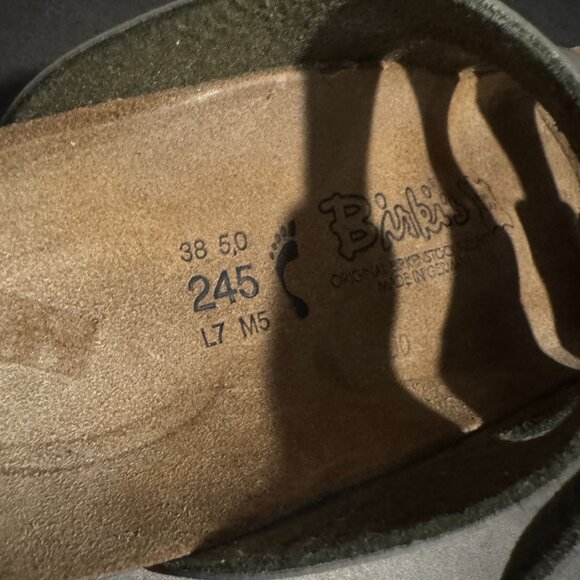 38 5,0
245
L7 M5
Birki's
ORIGINAL BIRKENSTOCK
MADE IN GERMANY